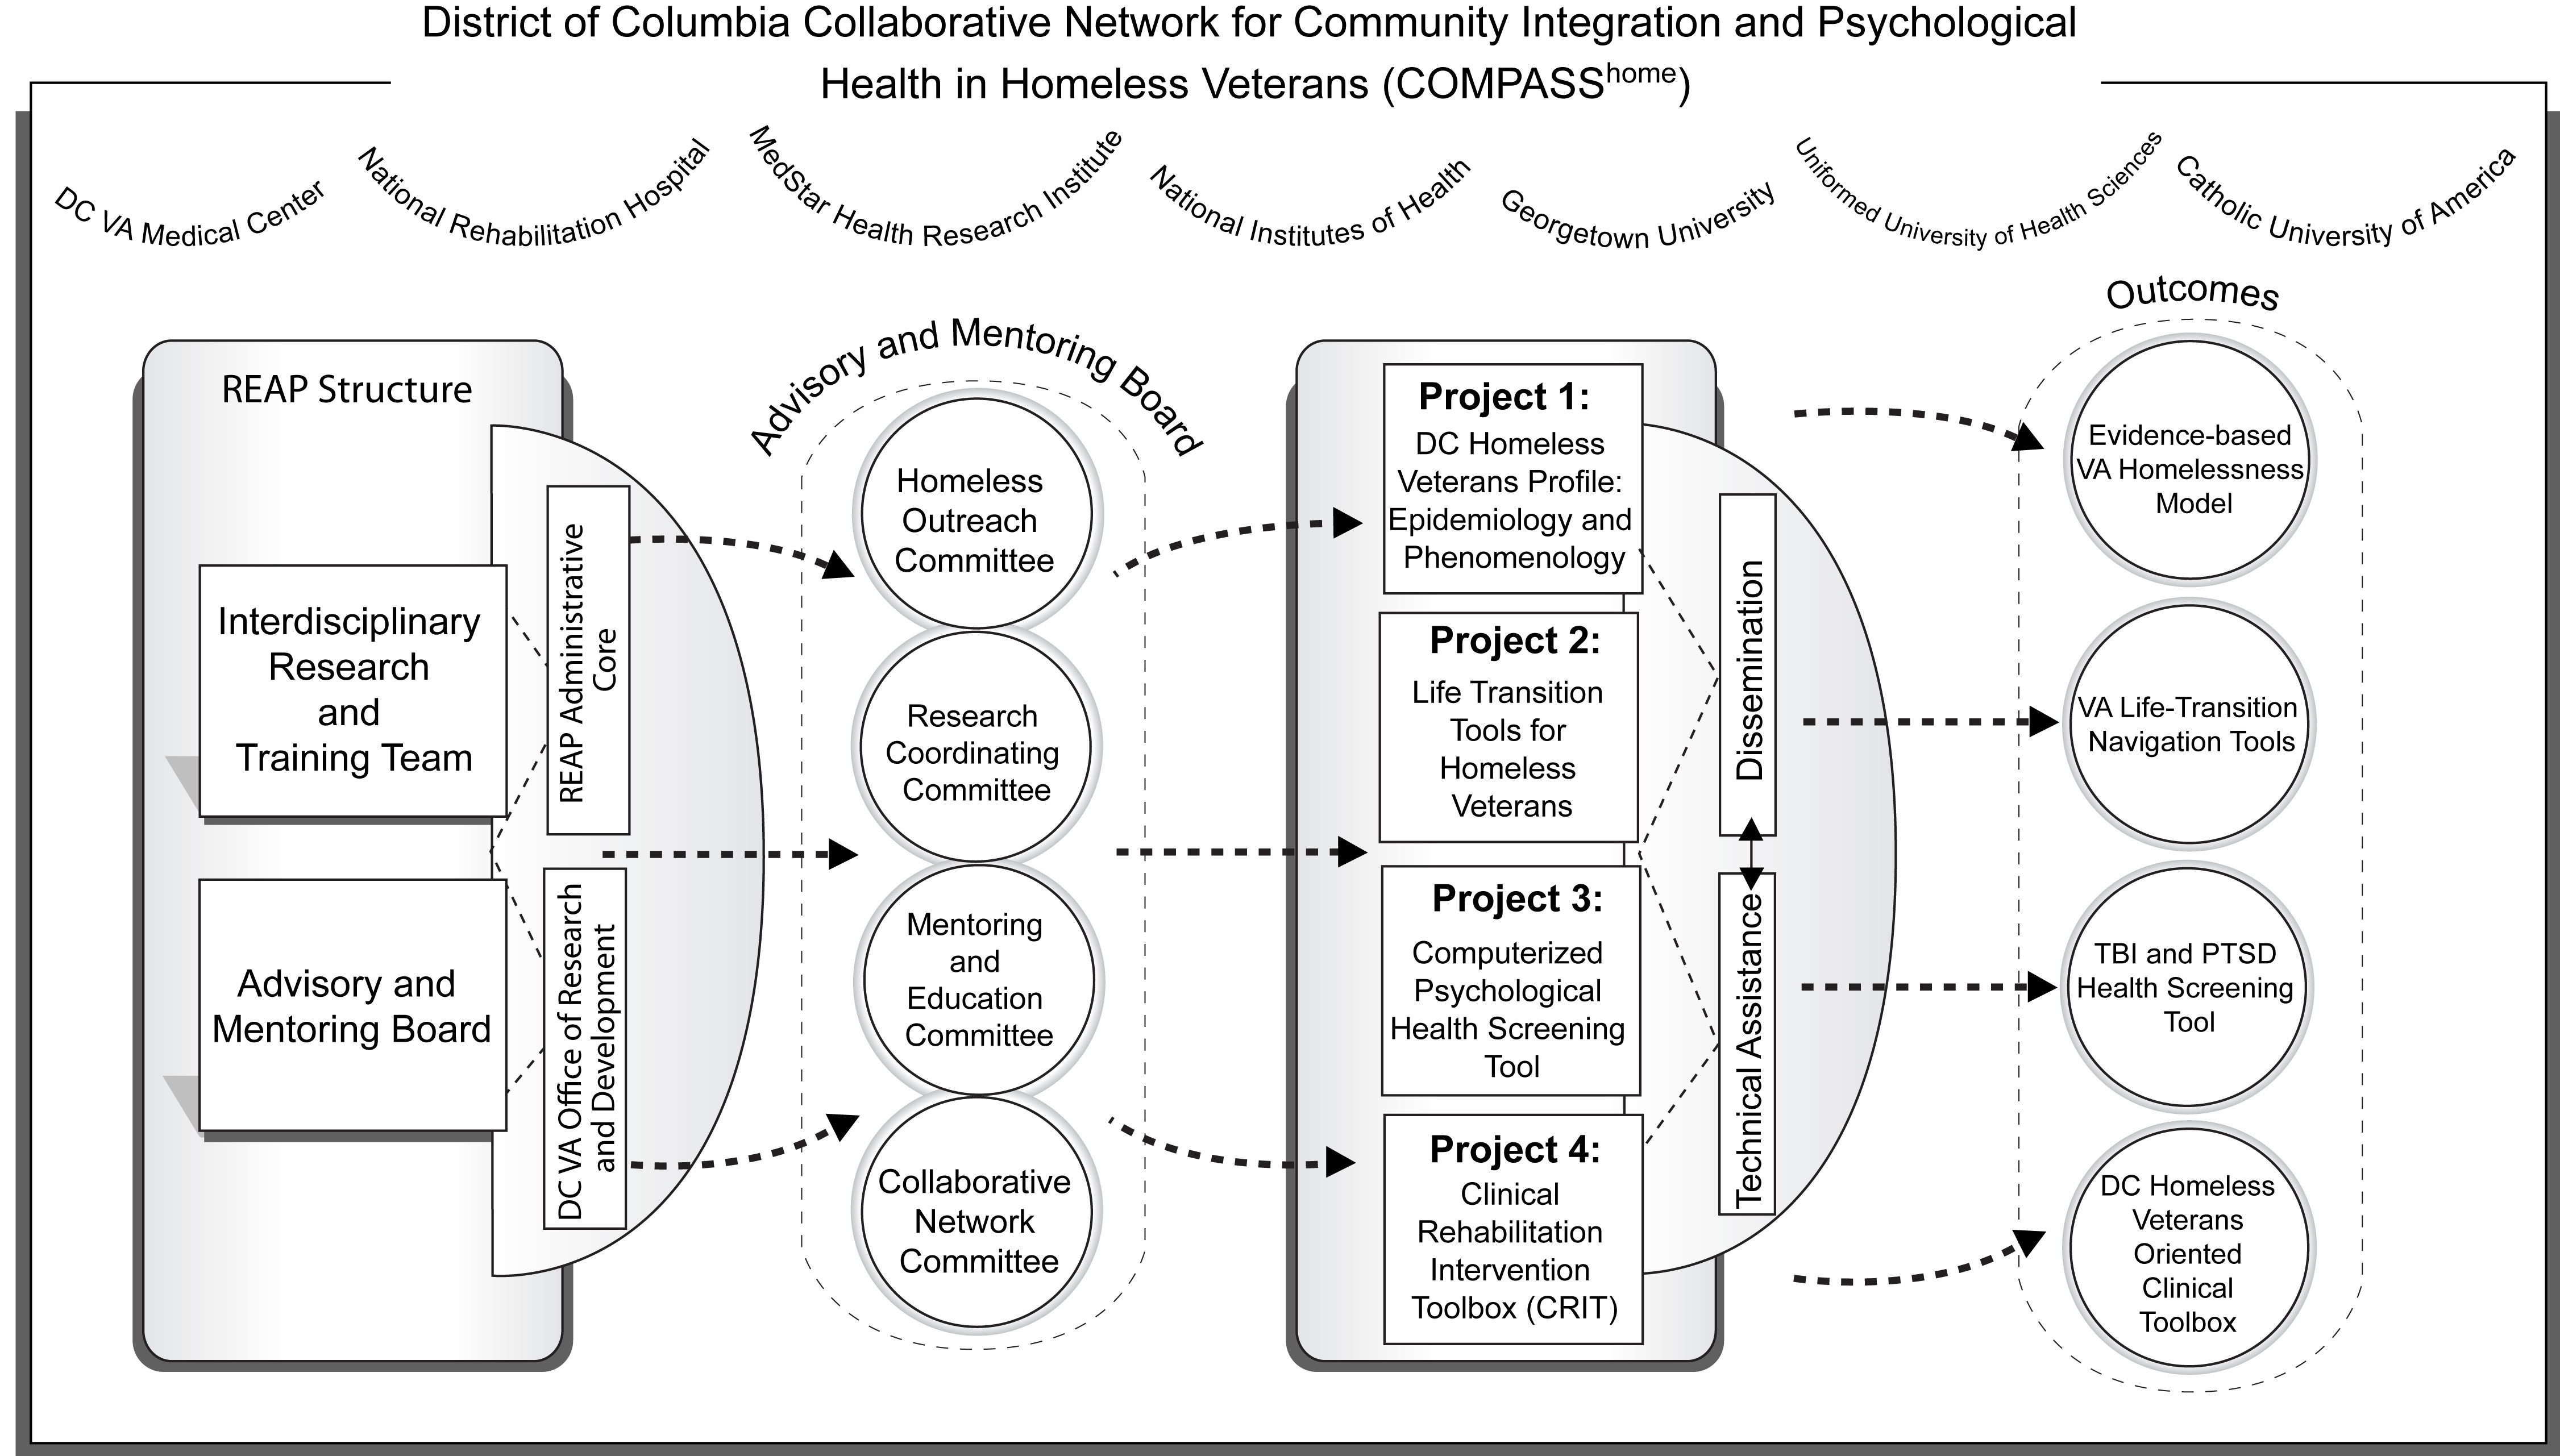 District of Columbia Collaborative Network for Community Integration and Psychological
Health in Homeless Veterans (COMPASShome)
DC VA Medical Center
National Rehabilitation Hospital
MedStar Health Research Institute
National Institutes of Health
Georgetown University
Uniformed University of Health Sciences
Catholic University of America
REAP Structure
Interdisciplinary
Research
and
Training Team
Advisory and
Mentoring Board
REAP Administrative
Core
DC VA Office of Research
and Development
Advisory and Mentoring Board
Homeless
Outreach
Committee
Research
Coordinating
Committee
Mentoring
and
Education
Committee
Collaborative
Network
Committee
Project 1:
DC Homeless
Veterans Profile:
Epidemiology and
Phenomenology
Project 2:
Life Transition
Tools for
Homeless
Veterans
Project 3:
Computerized
Psychological
Health Screening
Tool
Project 4:
Clinical
Rehabilitation
Intervention
Toolbox (CRIT)
Dissemination
Technical Assistance
Outcomes
Evidence-based
VA Homelessness
Model
VA Life-Transition
Navigation Tools
TBI and PTSD
Health Screening
Tool
DC Homeless
Veterans
Oriented
Clinical
Toolbox